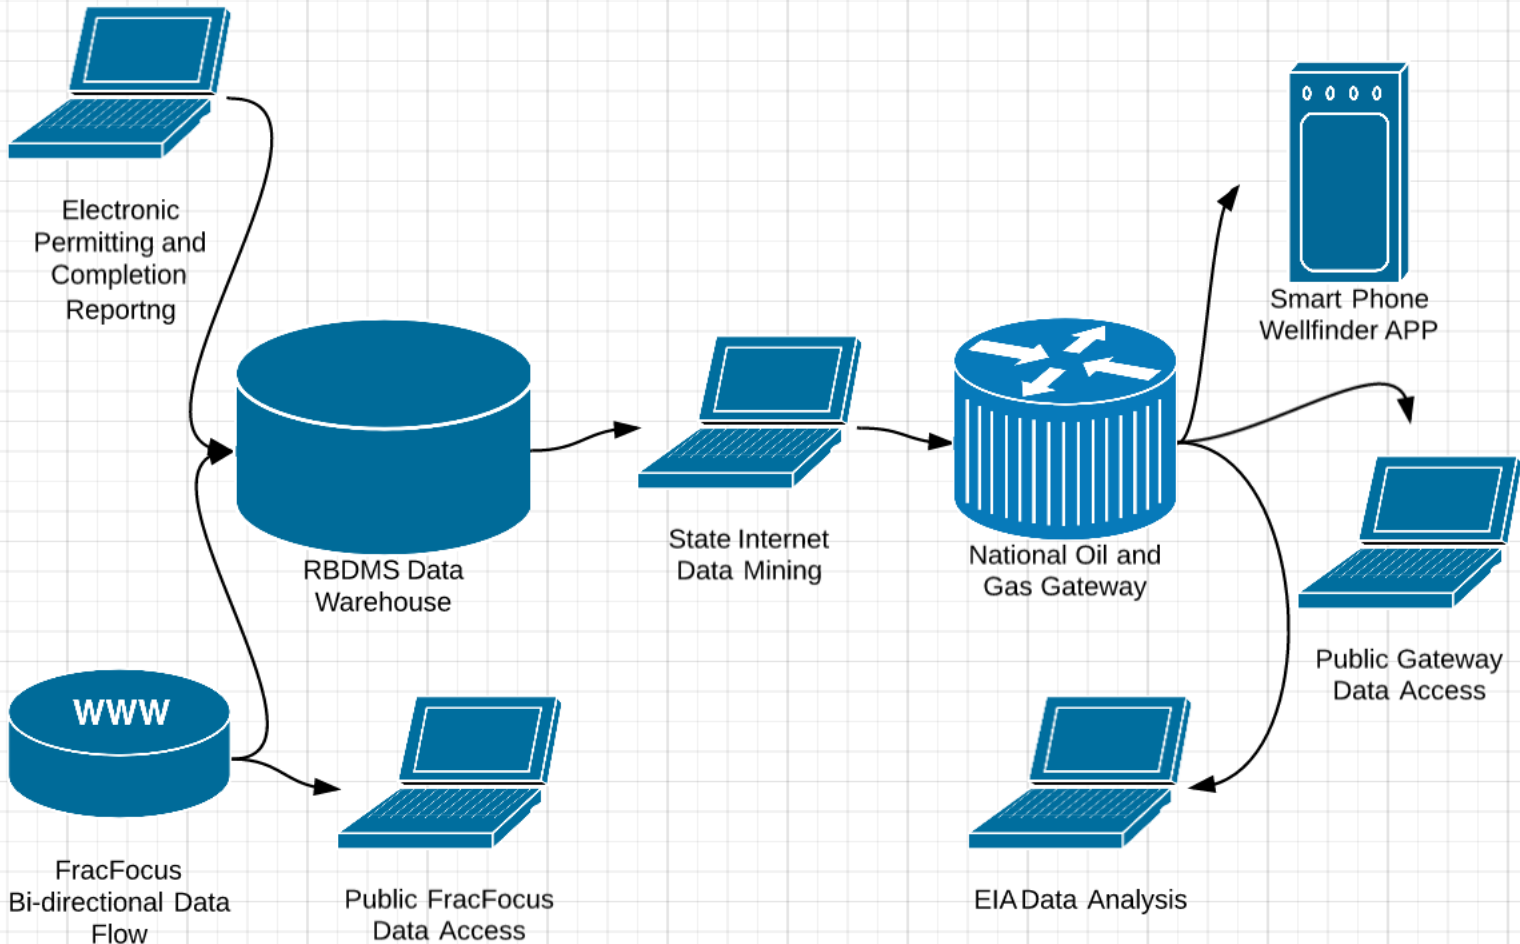 Electronic
Permitting and
Completion
Reportng
Smart Phone
Wellfinder APP
RBDMS Data
Warehouse
State Internet
Data Mining
National Oil and
Gas Gateway
Public Gateway
Data Access
WWW
FracFocus
Bi-directional Data
Flow
Public FracFocus
Data Access
EIA Data Analysis